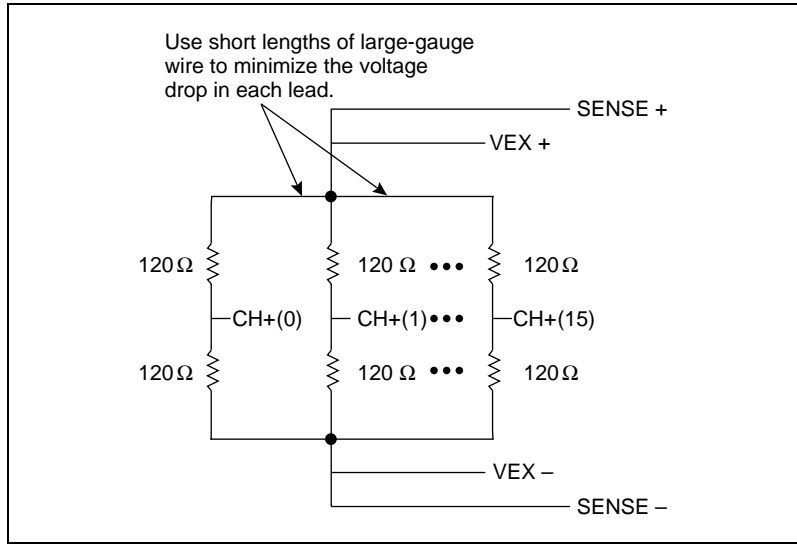 Use short lengths of large-gauge
wire to minimize the voltage
drop in each lead.
SENSE +
VEX +
120 Ω 120 Ω ••• 120 Ω
CH+(0) CH+(1) ••• CH+(15)
120 Ω 120 Ω ••• 120 Ω
VEX –
SENSE –